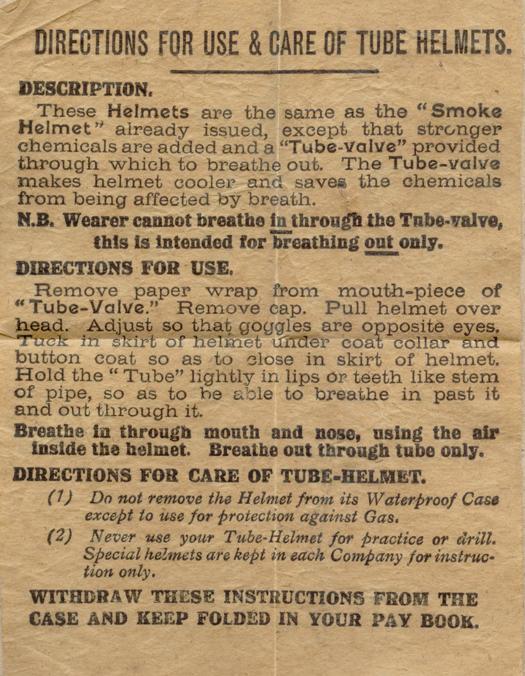 DIRECTIONS FOR USE & CARE OF TUBE HELMETS.
DESCRIPTION.
These Helmets are the same as the "Smoke
Helmet" already issued, except that stronger
chemicals are added and a "Tube-valve" provided
through which to breathe out. The Tube-valve
makes helmet cooler and saves the chemicals
from being affected by breath.
N.B. Wearer cannot breathe in through the Tube-valve,
this is intended for breathing out only.
DIRECTIONS FOR USE.
Remove paper wrap from mouth-piece of
"Tube-Valve." Remove cap. Pull helmet over
head. Adjust so that goggles are opposite eyes.
Tuck in skirt of helmet under coat collar and
button coat so as to close in skirt of helmet.
Hold the "Tube" lightly in lips or teeth like stem
of pipe, so as to be able to breathe in past it
and out through it.
Breathe in through mouth and nose, using the air
inside the helmet. Breathe out through tube only.
DIRECTIONS FOR CARE OF TUBE-HELMET.
(1) Do not remove the Helmet from its Waterproof Case
except to use for protection against Gas.
(2) Never use your Tube-Helmet for practice or drill.
Special helmets are kept in each Company for instruc-
tion only.
WITHDRAW THESE INSTRUCTIONS FROM THE
CASE AND KEEP FOLDED IN YOUR PAY BOOK.